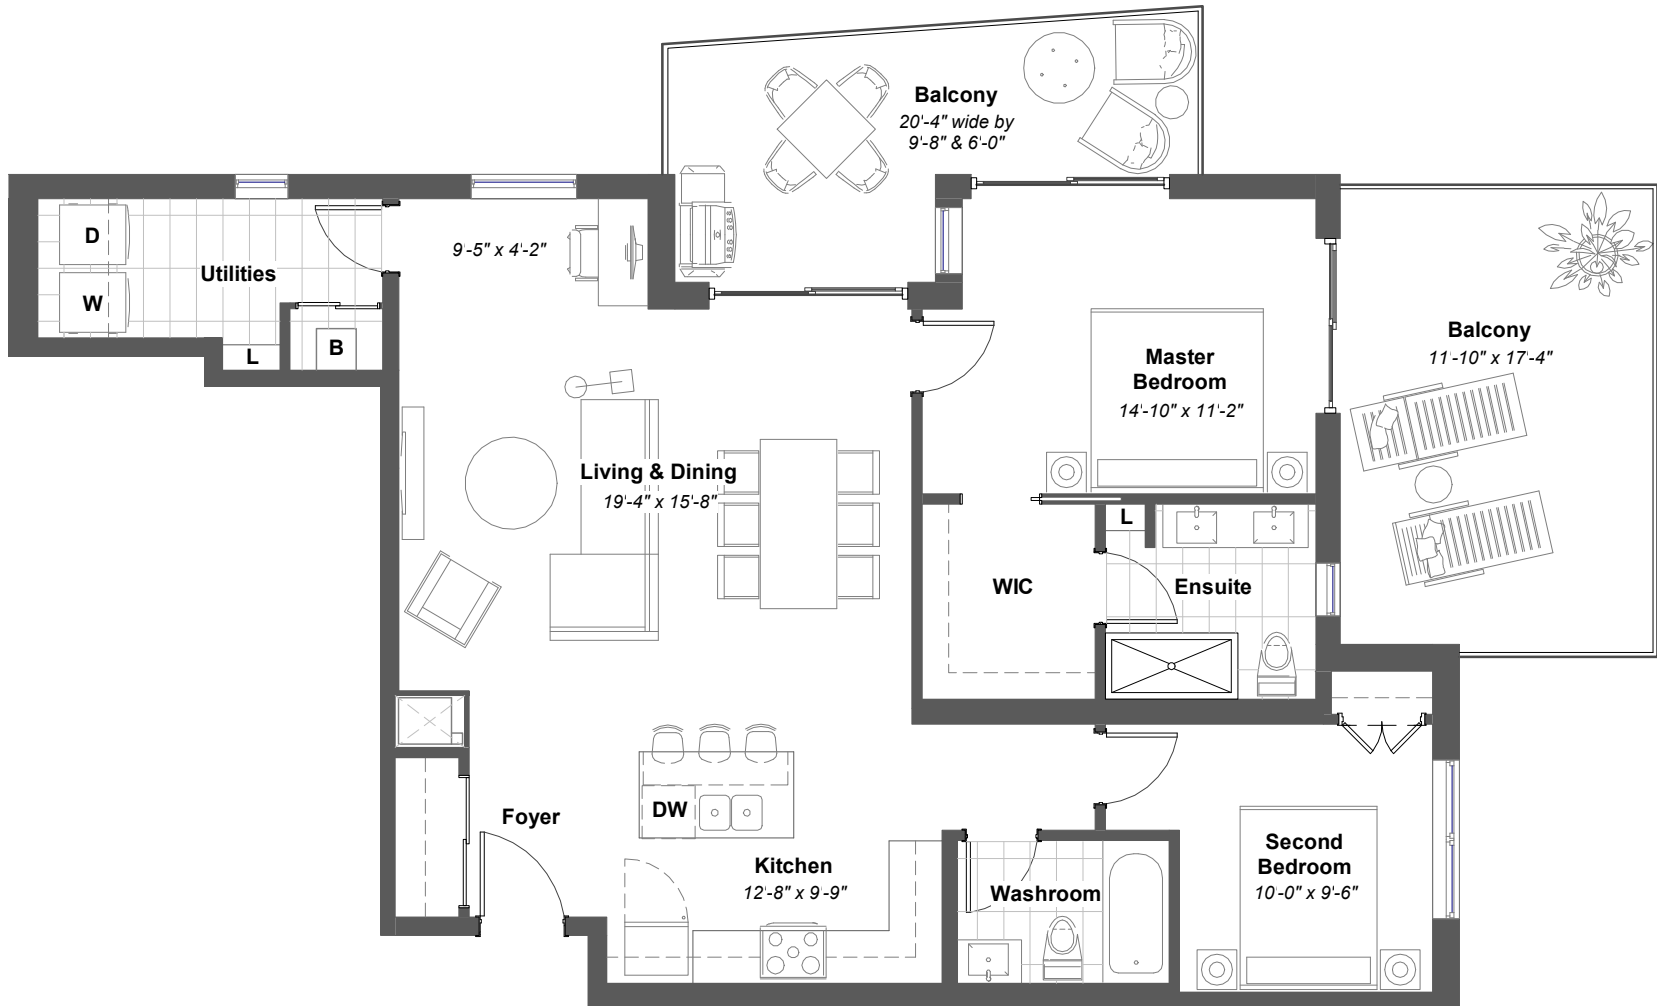 Balcony
20'-4" wide by
9'-8" & 6'-0"
D
Utilities
W
9'-5" x 4'-2"
L
B
Master
Bedroom
14'-10" x 11'-2"
Balcony
11'-10" x 17'-4"
Living & Dining
19'-4" x 15'-8"
L
WIC
Ensuite
Foyer
DW
Kitchen
12'-8" x 9'-9"
Washroom
Second
Bedroom
10'-0" x 9'-6"